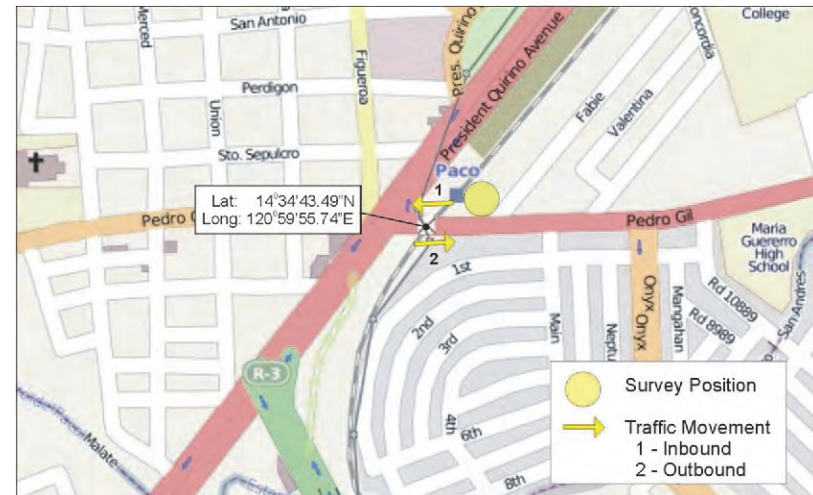 Merced
San Antonio
Figueroa
Pres. Quirino
President Quirino Avenue
College
Perdigon
Union
Fabie
Valentina
Sto. Sepulcro
Paco
1
Lat: 14°34'43.49"N
Long: 120°59'55.74"E
Pedro
Pedro Gil
2
Maria
Guererro
High
School
1st
2nd
3rd
Main
Onyx
Onyx
Mangahan
Rd 10889
Rd 8989
San-Andres
R-3
4th
6th
8th
Malate
Survey Position
Traffic Movement
1 - Inbound
2 - Outbound